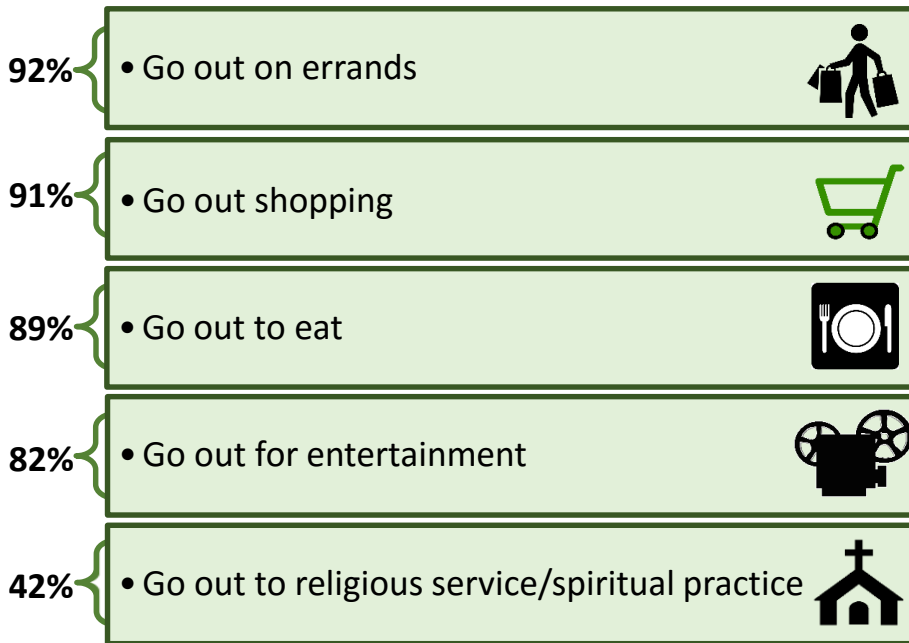 92% • Go out on errands
91% • Go out shopping
89% • Go out to eat
82% • Go out for entertainment
42% • Go out to religious service/spiritual practice